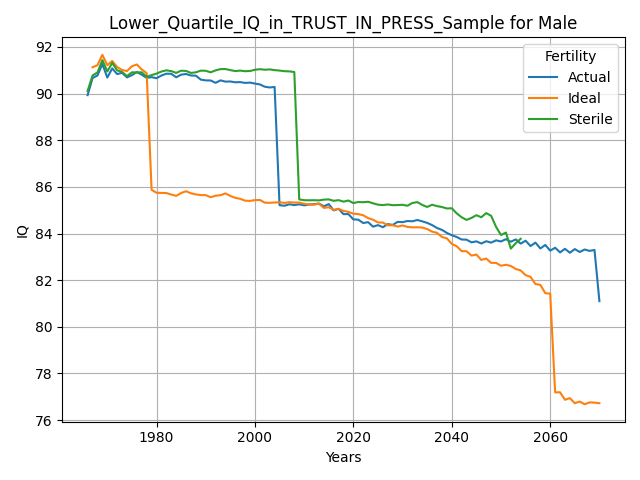 Lower_Quartile_IQ_in_TRUST_IN_PRESS_Sample for Male
Fertility
Actual
Ideal
Sterile
92
90
88
86
84
82
80
78
76
IQ
1980
2000
2020
2040
2060
Years